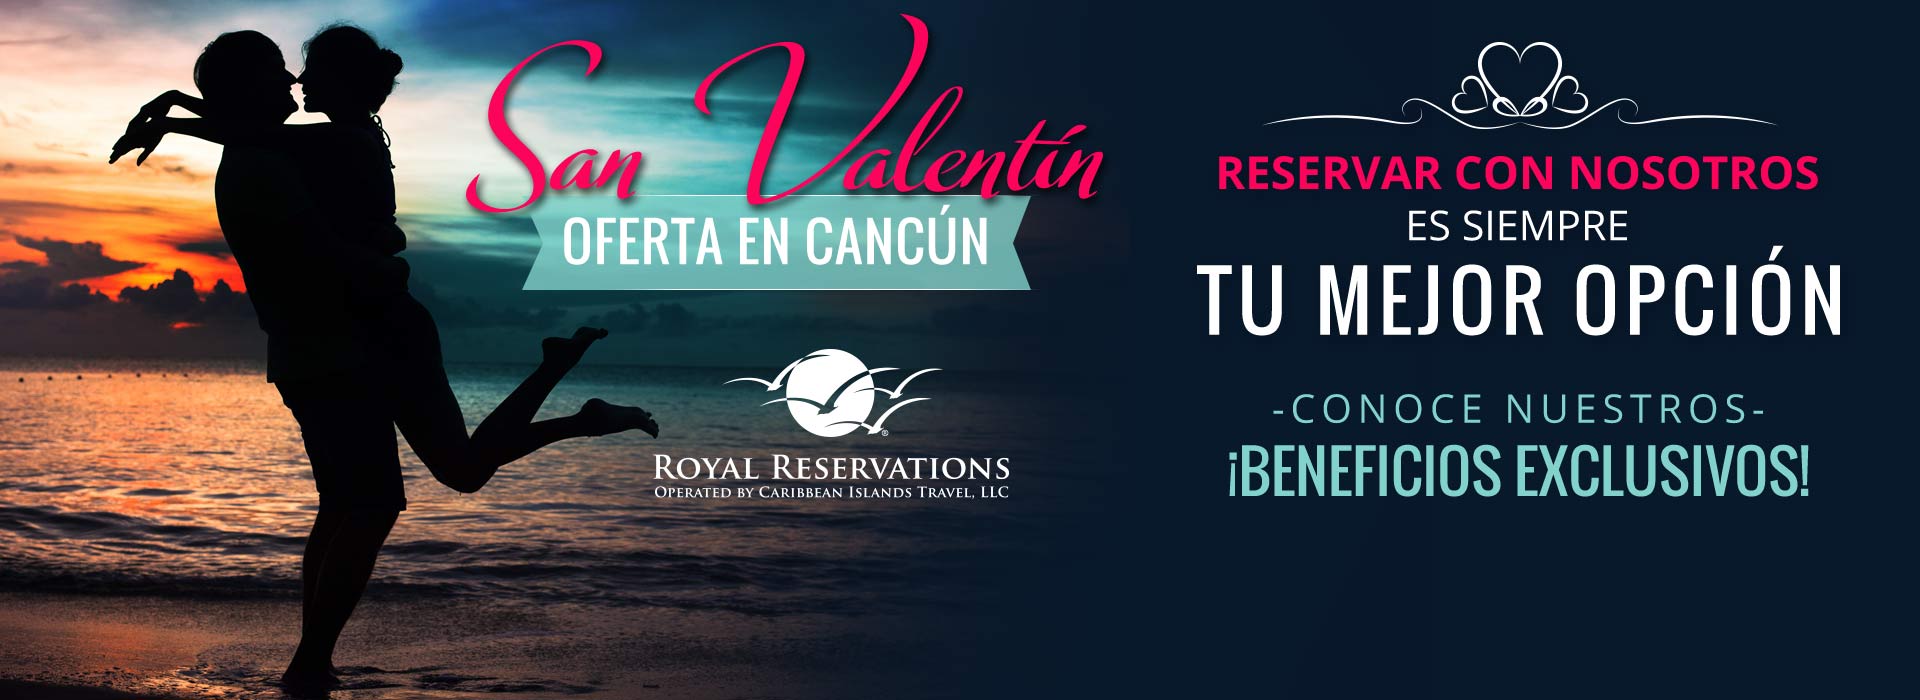 San Valentín
OFERTA EN CANCÚN
ROYAL RESERVATIONS
OPERATED BY CARIBBEAN ISLANDS TRAVEL, LLC
RESERVAR CON NOSOTROS
ES SIEMPRE
TU MEJOR OPCIÓN
-CONOCE NUESTROS-
¡BENEFICIOS EXCLUSIVOS!